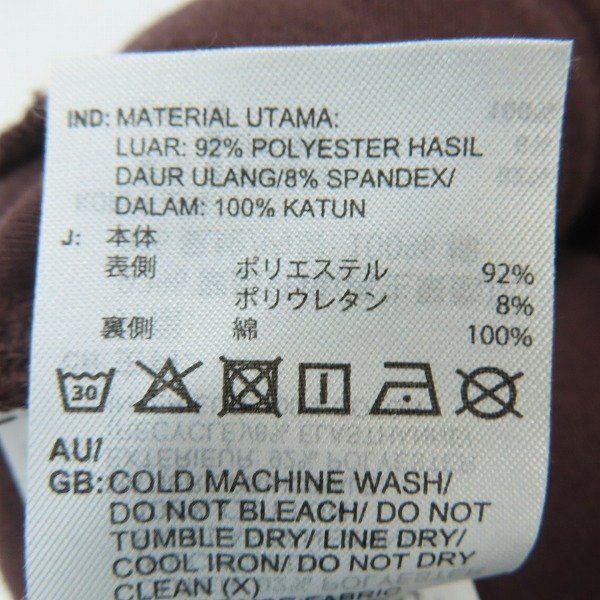 IND: MATERIAL UTAMA:
LUAR: 92% POLYESTER HASIL
DAUR ULANG/8% SPANDEX/
DALAM: 100% KATUN
J: 本体
表側 ポリエステル 92%
ポリウレタン 8%
裏側 綿 100%
30
AU/
GB: COLD MACHINE WASH/
DO NOT BLEACH/ DO NOT
TUMBLE DRY/ LINE DRY/
COOL IRON/ DO NOT DRY
CLEAN (X)